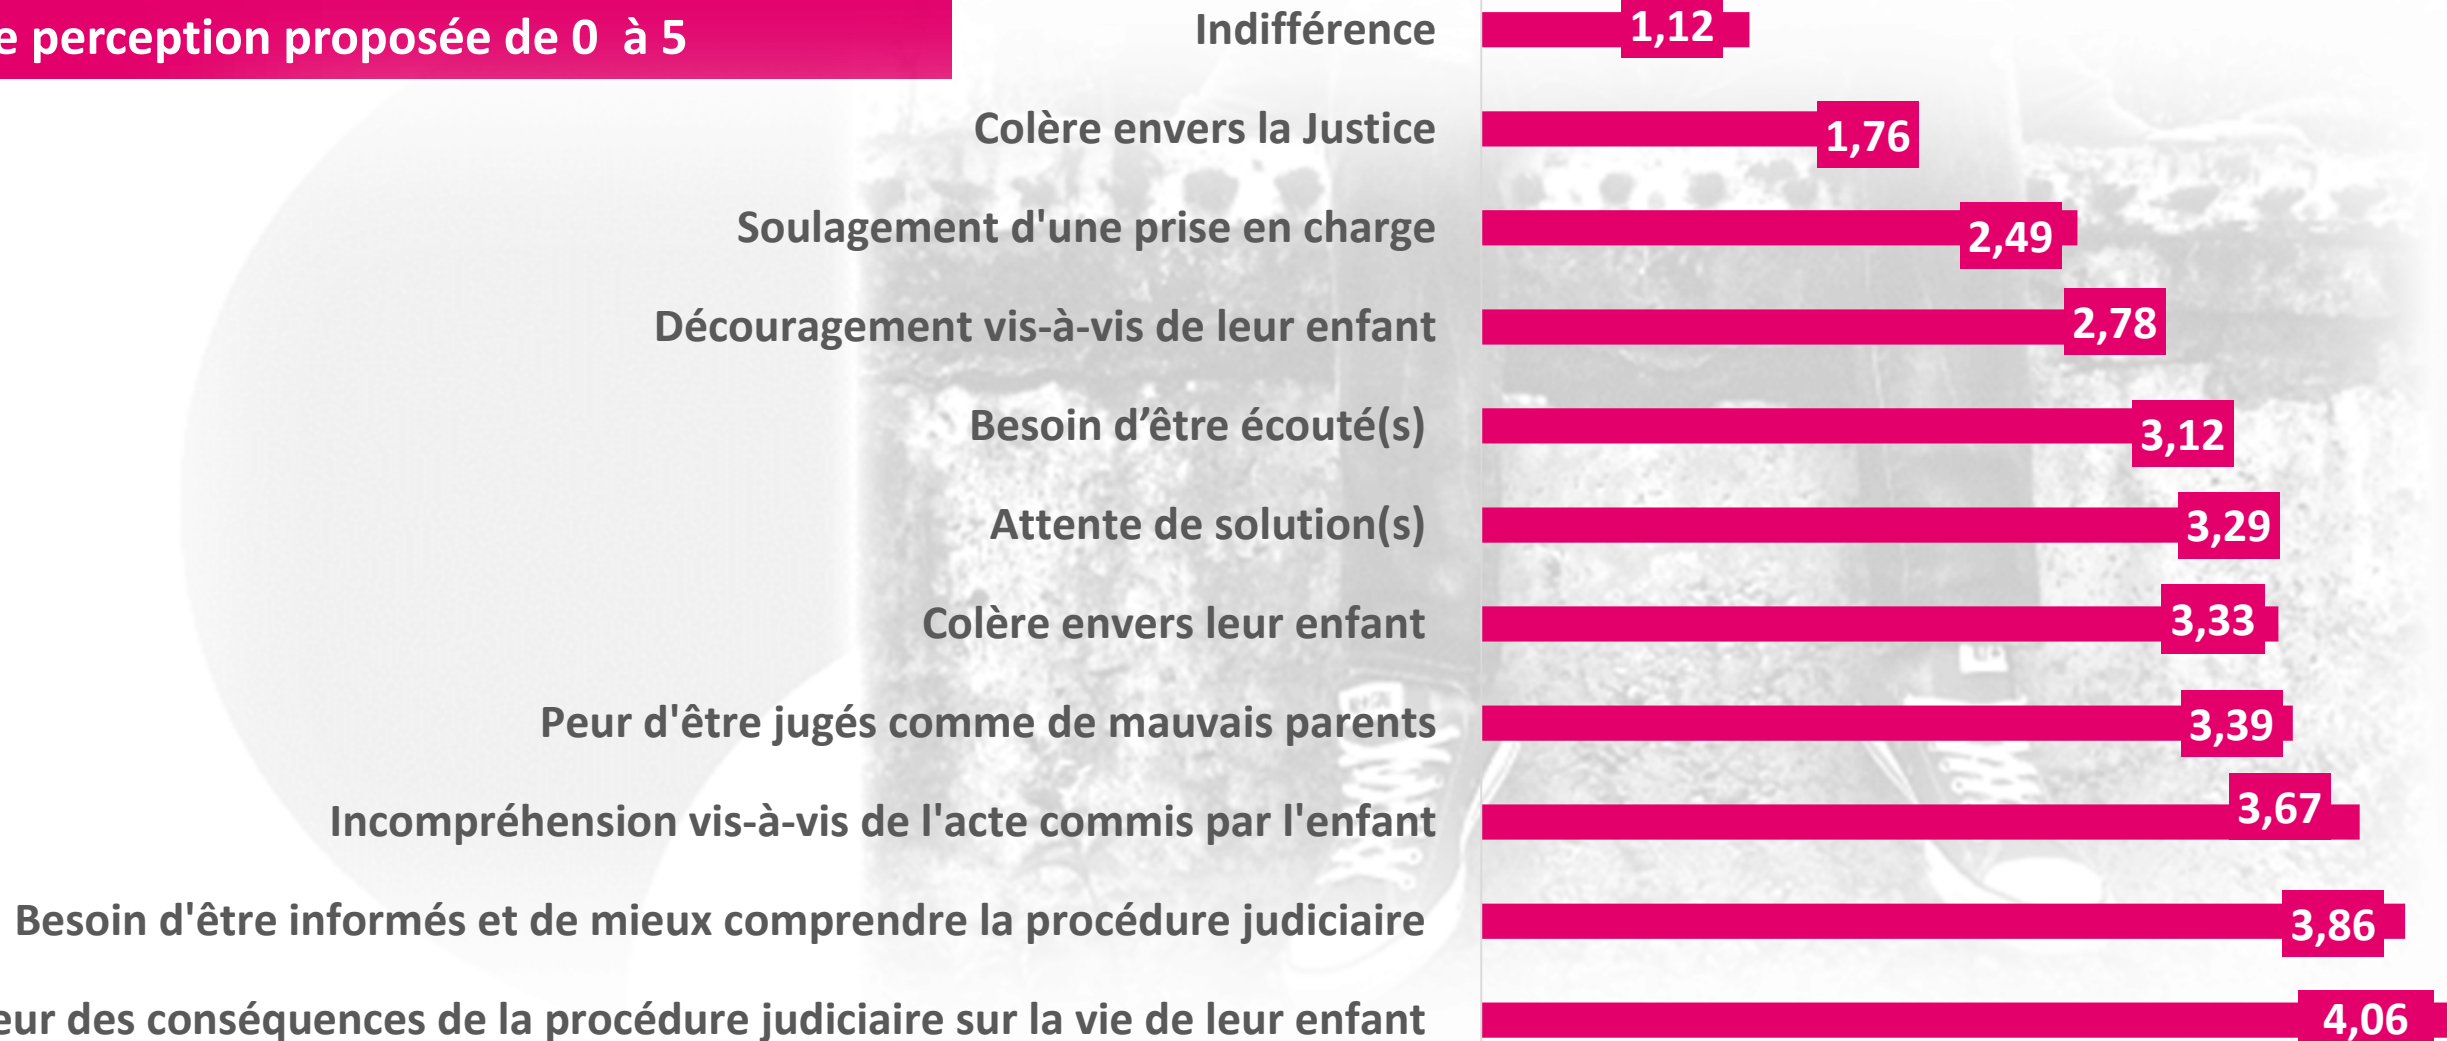 perception proposée de 0 à 5
Indifférence 1,12
Colère envers la Justice 1,76
Soulagement d'une prise en charge 2,49
Découragement vis-à-vis de leur enfant 2,78
Besoin d’être écouté(s) 3,12
Attente de solution(s) 3,29
Colère envers leur enfant 3,33
Peur d'être jugés comme de mauvais parents 3,39
Incompréhension vis-à-vis de l'acte commis par l'enfant 3,67
Besoin d'être informés et de mieux comprendre la procédure judiciaire 3,86
des conséquences de la procédure judiciaire sur la vie de leur enfant 4,06